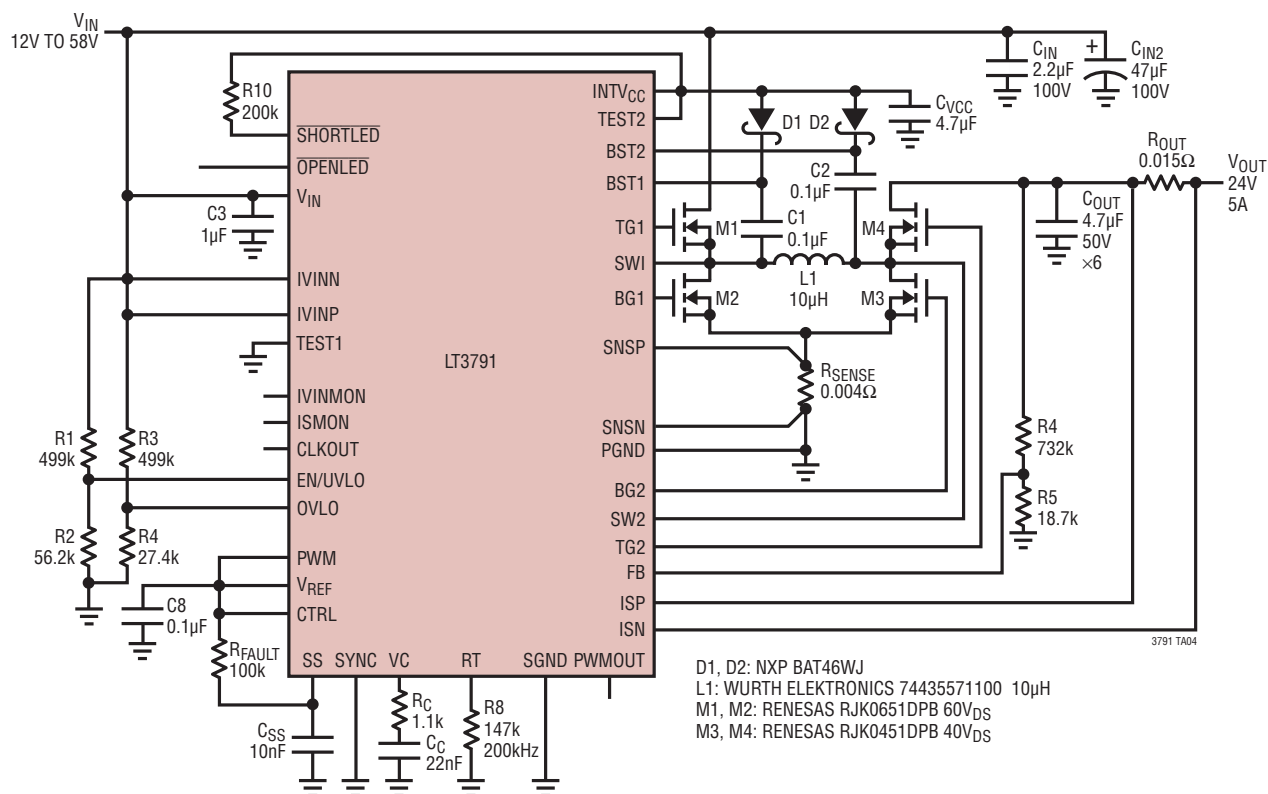 VIN
12V TO 58V
R10
200k
SHORTLED
OPENLED
VIN
C3
1µF
IVINN
IVINP
TEST1
IVINMON
ISMON
CLKOUT
EN/UVLO
OVLO
PWM
VREF
CTRL
R1
499k
R3
499k
R2
56.2k
R4
27.4k
C8
0.1µF
RFAULT
100k
LT3791
SS
SYNC
VC
RT
SGND
PWMOUT
CSS
10nF
RC
1.1k
CC
22nF
R8
147k
200kHz
INTVCC
TEST2
BST2
BST1
TG1
SWI
BG1
SNSP
SNSN
PGND
BG2
SW2
TG2
FB
ISP
ISN
D1
D2
CVCC
4.7µF
CIN
2.2µF
100V
+
CIN2
47µF
100V
C2
0.1µF
C1
0.1µF
M1
M4
M2
M3
L1
10µH
RSENSE
0.004Ω
ROUT
0.015Ω
VOUT
24V
5A
COUT
4.7µF
50V
×6
R4
732k
R5
18.7k
3791 TA04
D1, D2: NXP BAT46WJ
L1: WURTH ELEKTRONICS 74435571100 10µH
M1, M2: RENESAS RJK0651DPB 60VDS
M3, M4: RENESAS RJK0451DPB 40VDS